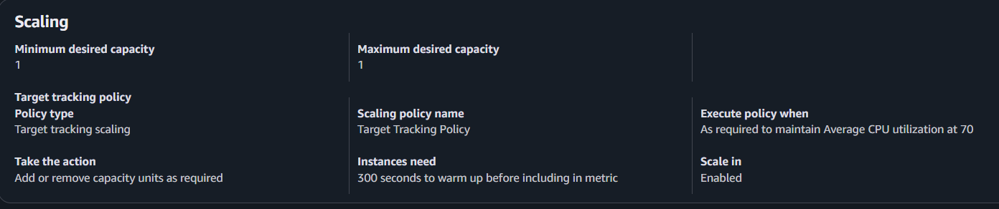 Scaling
Minimum desired capacity
1
Maximum desired capacity
1
Target tracking policy
Policy type
Target tracking scaling
Scaling policy name
Target Tracking Policy
Execute policy when
As required to maintain Average CPU utilization at 70
Take the action
Add or remove capacity units as required
Instances need
300 seconds to warm up before including in metric
Scale in
Enabled